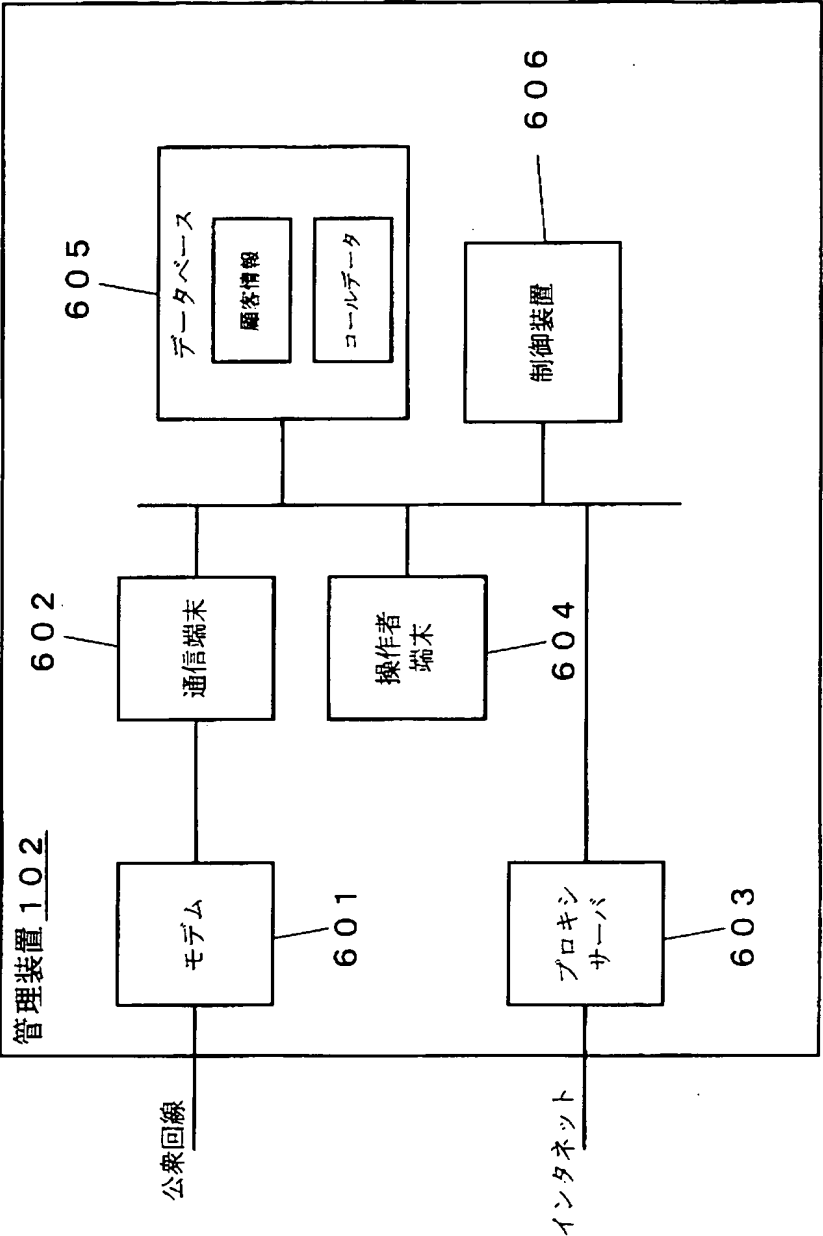 管理装置 102
公衆回線
モデム
601
通信端末
602
データベース
顧客情報
コールデータ
605
操作者
端末
604
制御装置
606
インタネット
プロキシ
サーバ
603